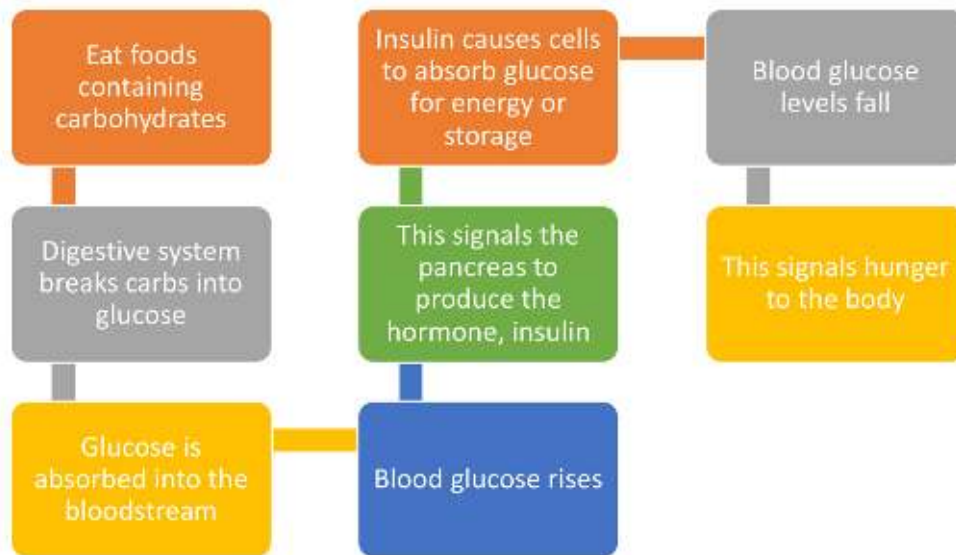 Eat foods
containing
carbohydrates
Digestive system
breaks carbs into
glucose
Glucose is
absorbed into the
bloodstream
Blood glucose rises
This signals the
pancreas to
produce the
hormone, insulin
Insulin causes cells
to absorb glucose
for energy or
storage
Blood glucose
levels fall
This signals hunger
to the body